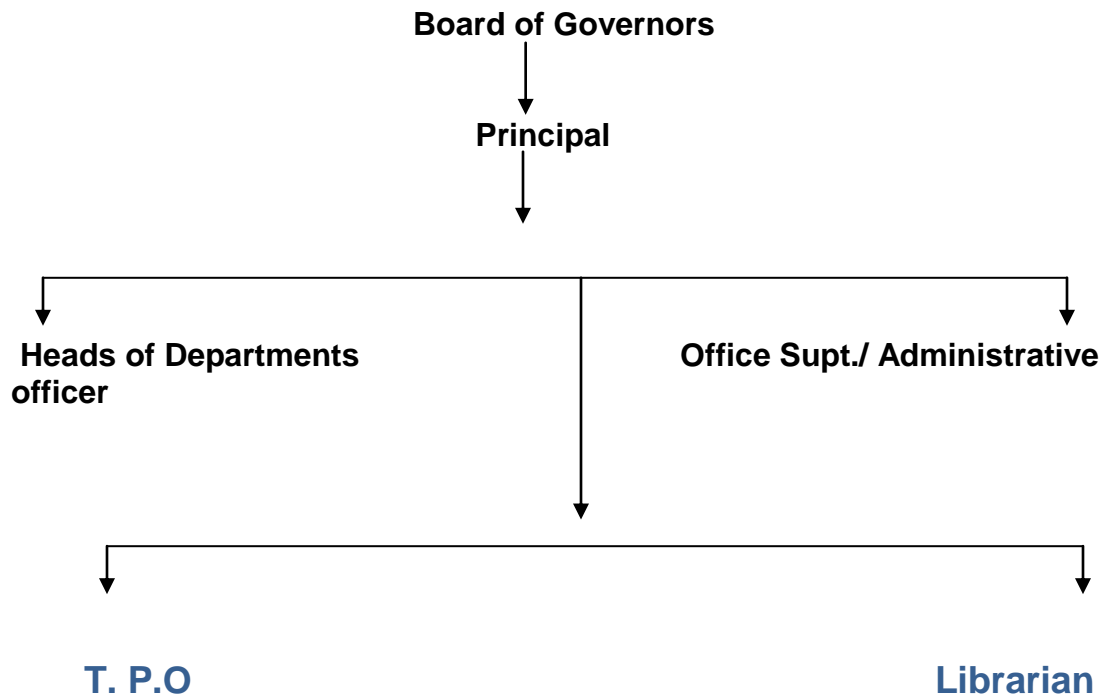 Board of Governors
Principal
Heads of Departments Office Supt./ Administrative
officer
T. P.O Librarian